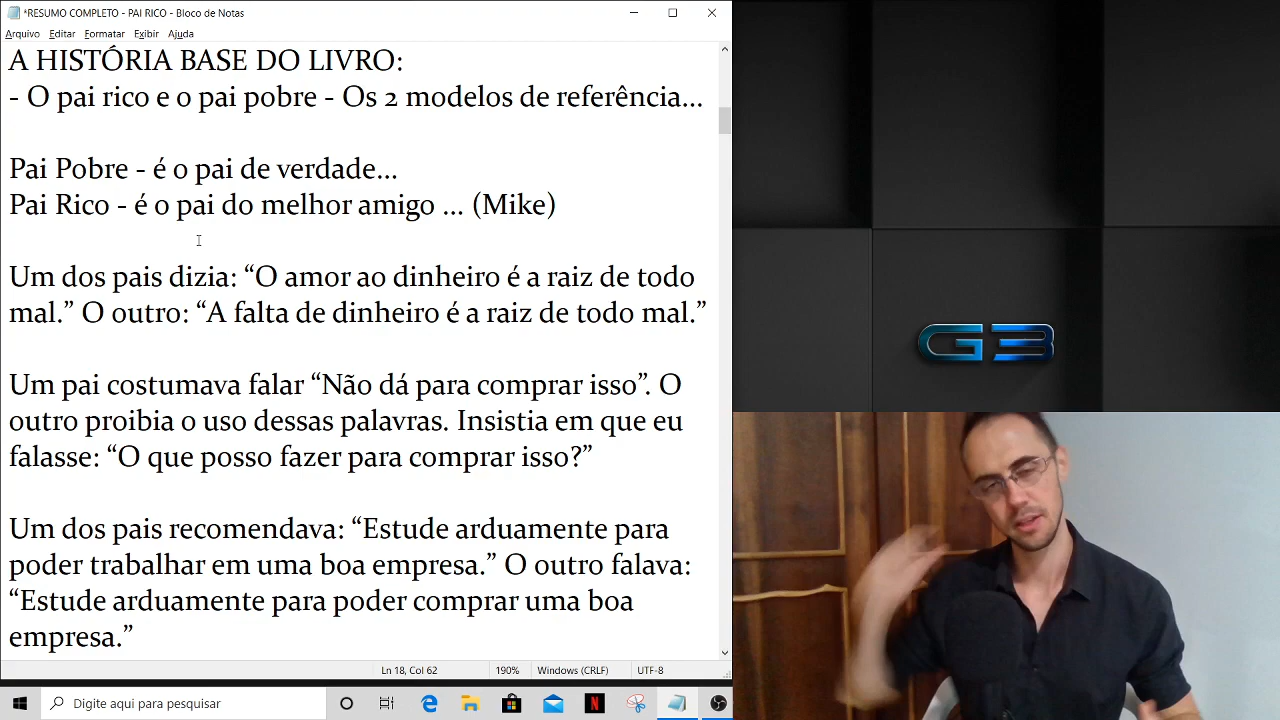 *RESUMO COMPLETO - PAI RICO - Bloco de Notas
Arquivo Editar Formatar Exibir Ajuda
A HISTÓRIA BASE DO LIVRO:
- O pai rico e o pai pobre - Os 2 modelos de referência...
Pai Pobre - é o pai de verdade...
Pai Rico - é o pai do melhor amigo ... (Mike)
Um dos pais dizia: “O amor ao dinheiro é a raiz de todo
mal.” O outro: “A falta de dinheiro é a raiz de todo mal.”
Um pai costumava falar “Não dá para comprar isso”. O
outro proibia o uso dessas palavras. Insistia em que eu
falasse: “O que posso fazer para comprar isso?”
Um dos pais recomendava: “Estude arduamente para
poder trabalhar em uma boa empresa.” O outro falava:
“Estude arduamente para poder comprar uma boa
empresa.”
Ln 18, Col 62 190% Windows (CRLF) UTF-8
Digite aqui para pesquisar
G3